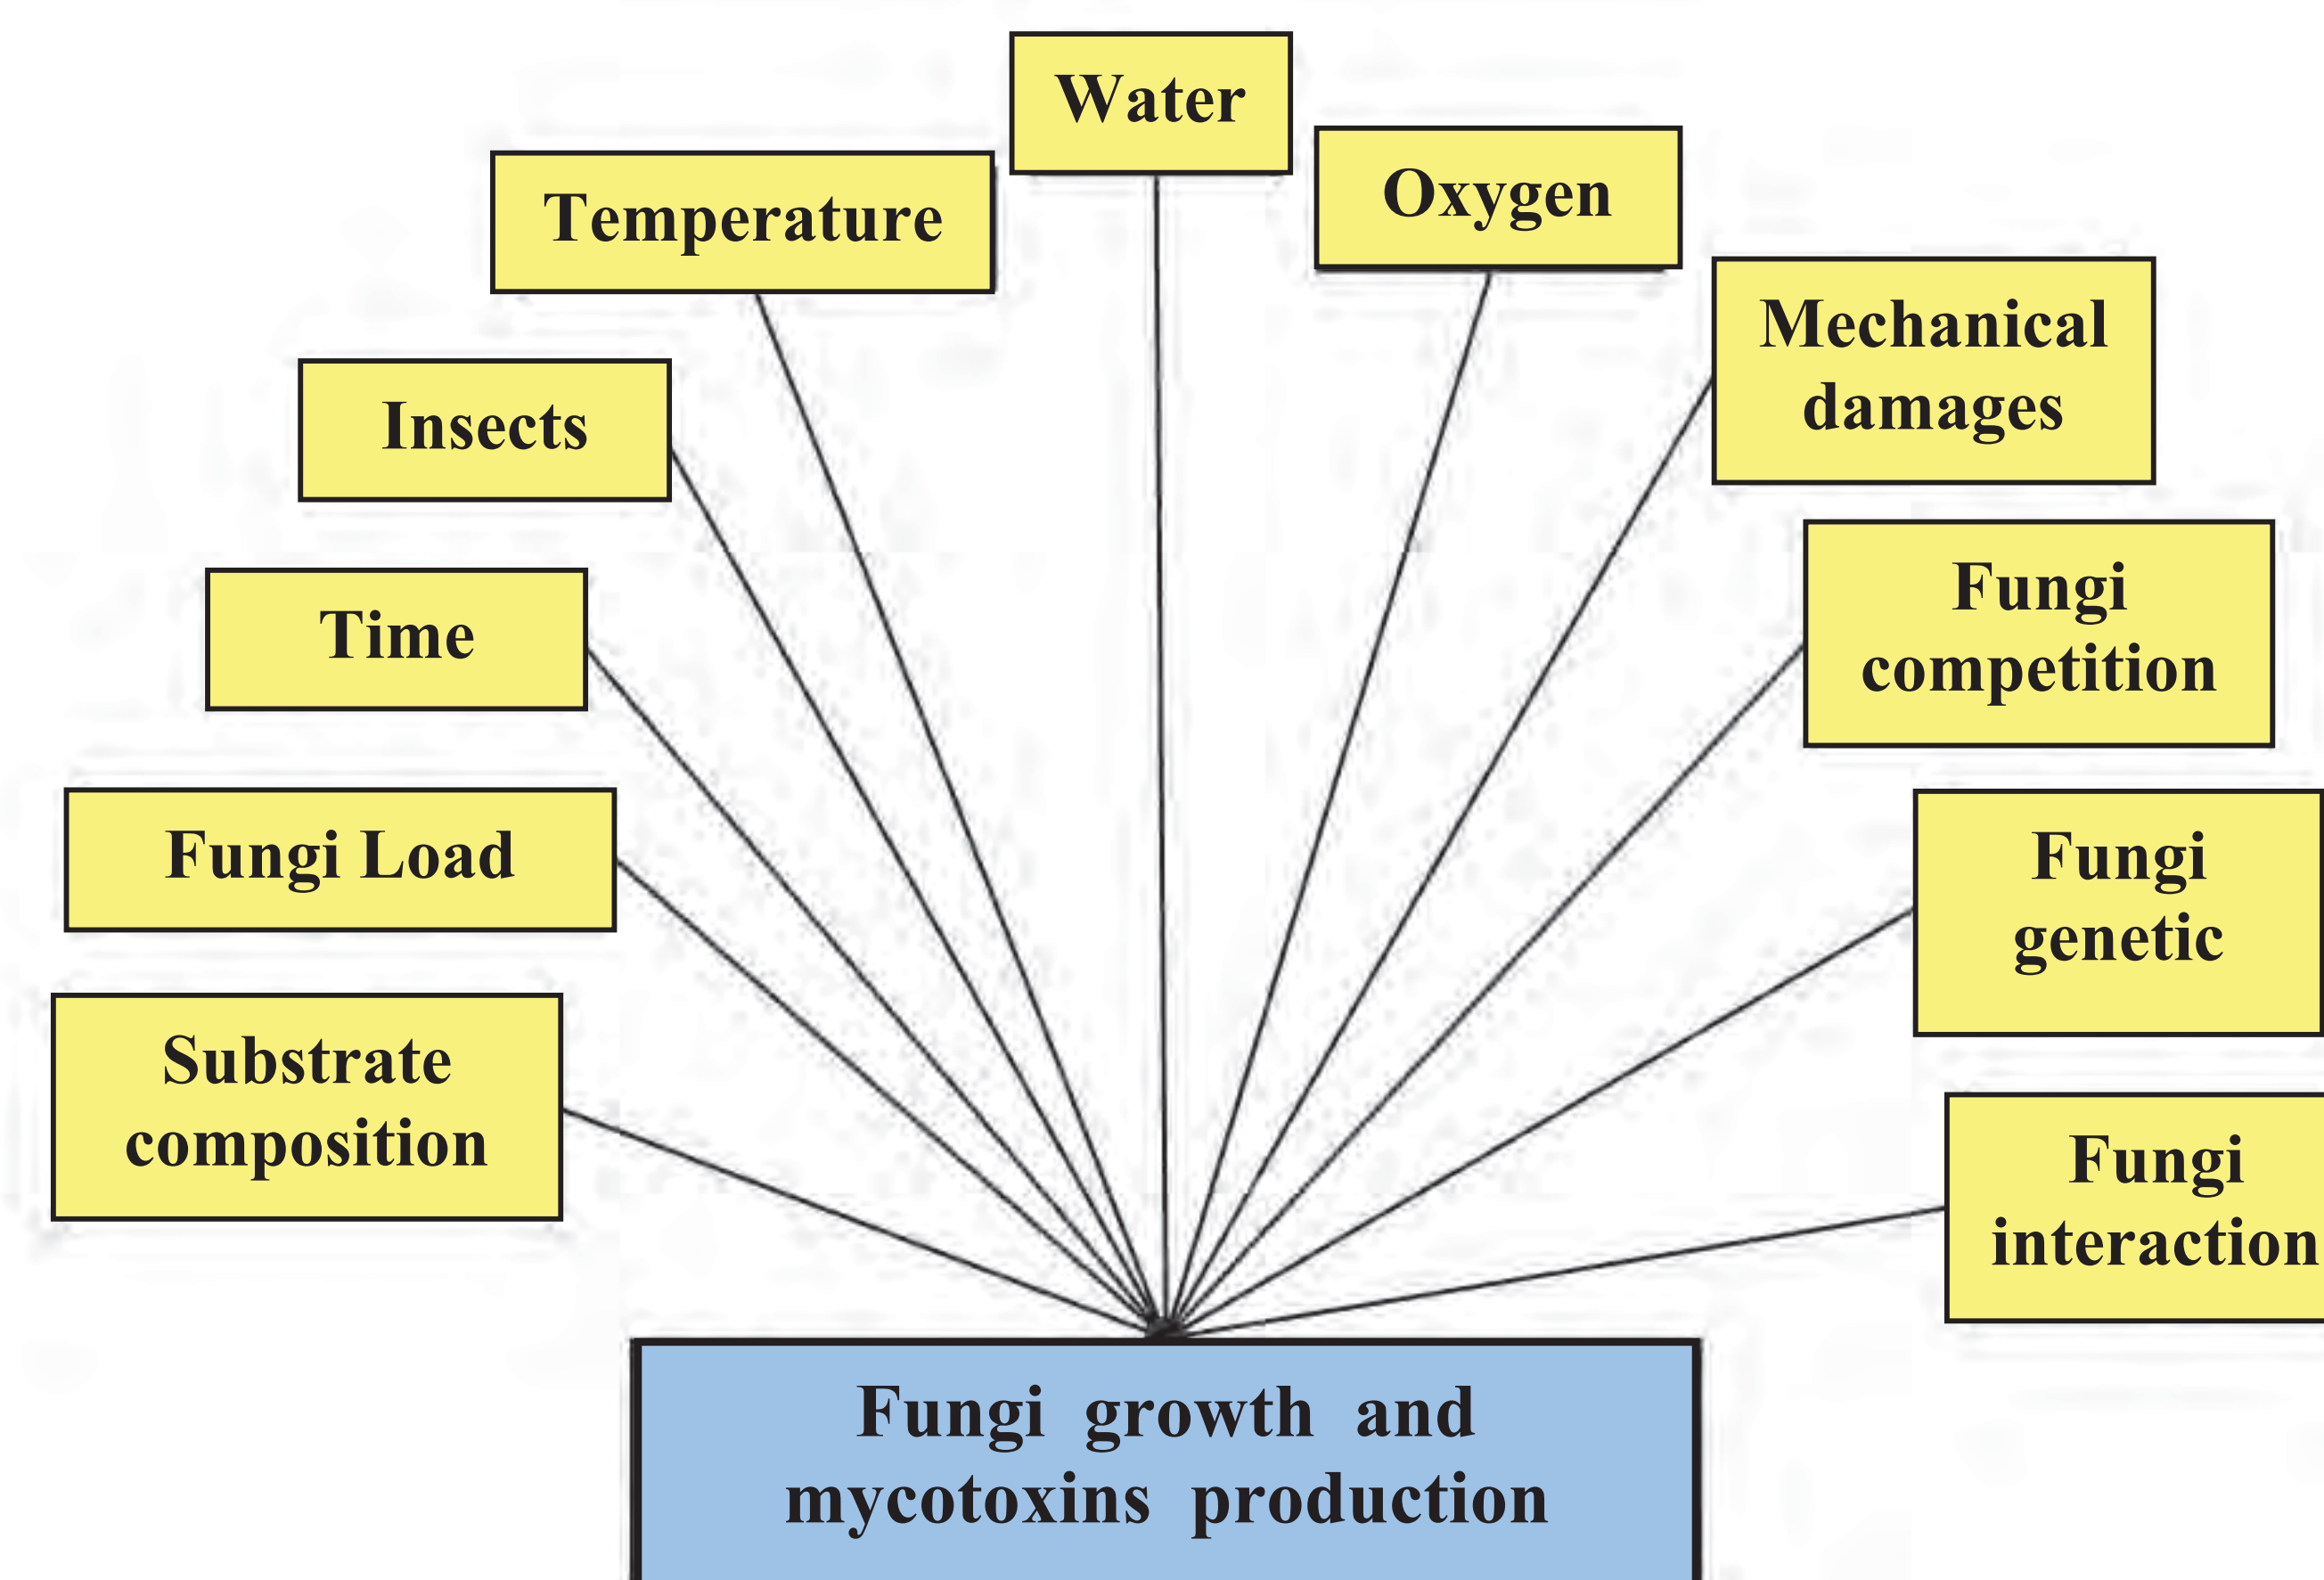 Water
Oxygen
Temperature
Mechanical
damages
Insects
Fungi
competition
Time
Fungi Load
Fungi
genetic
Substrate
composition
Fungi
interaction
Fungi growth and
mycotoxins production